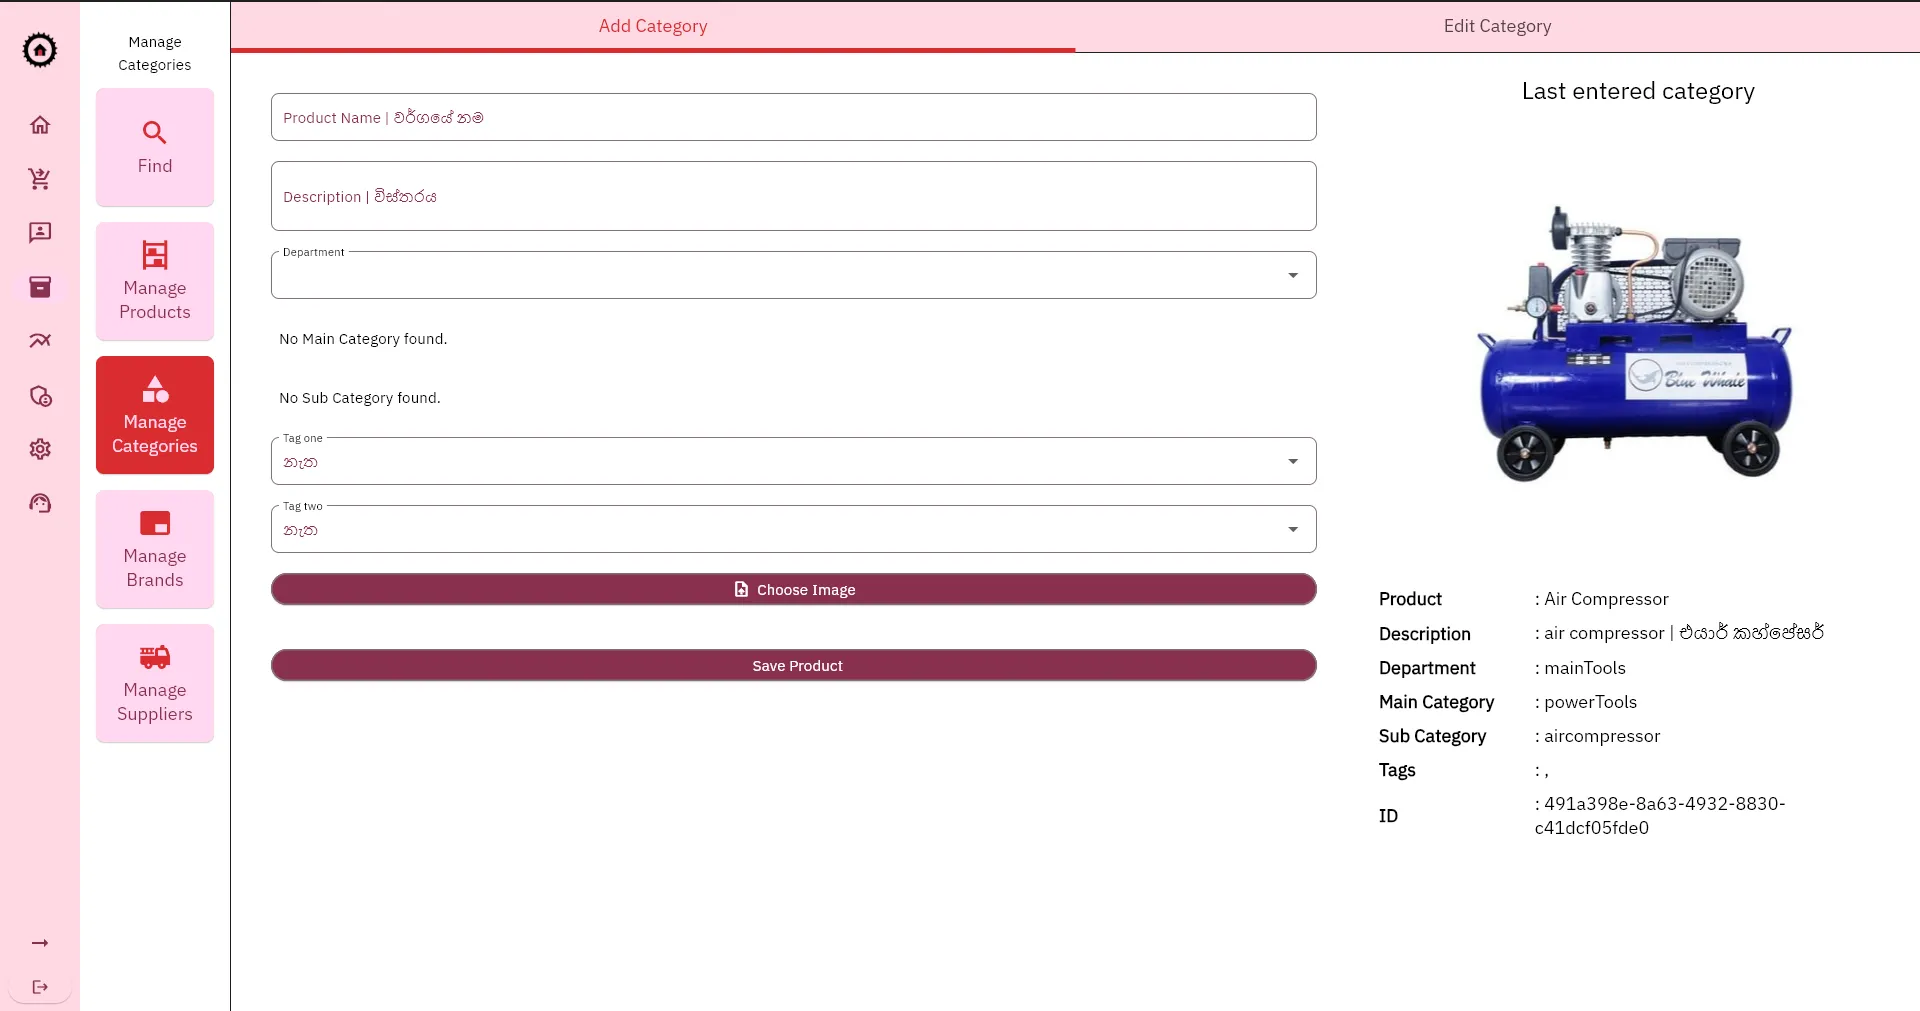 Manage
Categories
Find
Manage
Products
Manage
Categories
Manage
Brands
Manage
Suppliers
Add Category
Edit Category
Product Name | වර්ගයේ නම
Description | විස්තරය
Department
No Main Category found.
No Sub Category found.
Tag one
නැත
Tag two
නැත
Choose Image
Save Product
Last entered category
Blue Whale
Product : Air Compressor
Description : air compressor | එයාර් කහ්පේසර්
Department : mainTools
Main Category : powerTools
Sub Category : aircompressor
Tags : ,
ID : 491a398e-8a63-4932-8830-
c41dcf05fde0